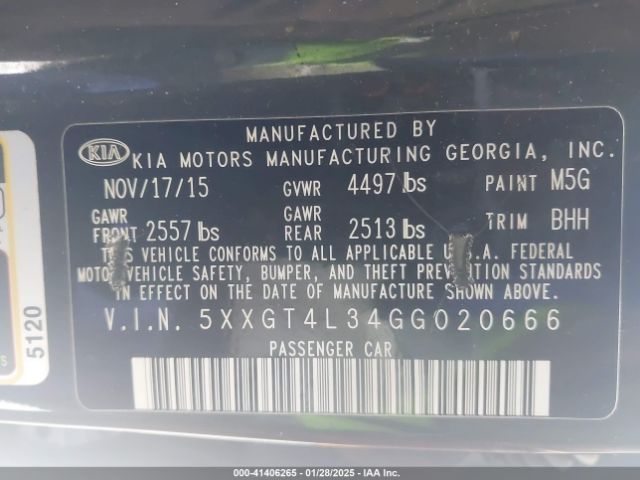 MANUFACTURED BY
KIA KIA MOTORS MANUFACTURING GEORGIA, INC.
NOV/17/15 GVWR 4497 lbs PAINT M5G
GAWR FRONT 2557 lbs GAWR REAR 2513 lbs TRIM BHH
THIS VEHICLE CONFORMS TO ALL APPLICABLE U.S.A. FEDERAL
MOTOR VEHICLE SAFETY, BUMPER, AND THEFT PREVENTION STANDARDS
IN EFFECT ON THE DATE OF MANUFACTURE SHOWN ABOVE.
V.I.N. 5XXGT4L34GG020666
PASSENGER CAR
5120
000-41406265 - 01/28/2025 - IAA Inc.